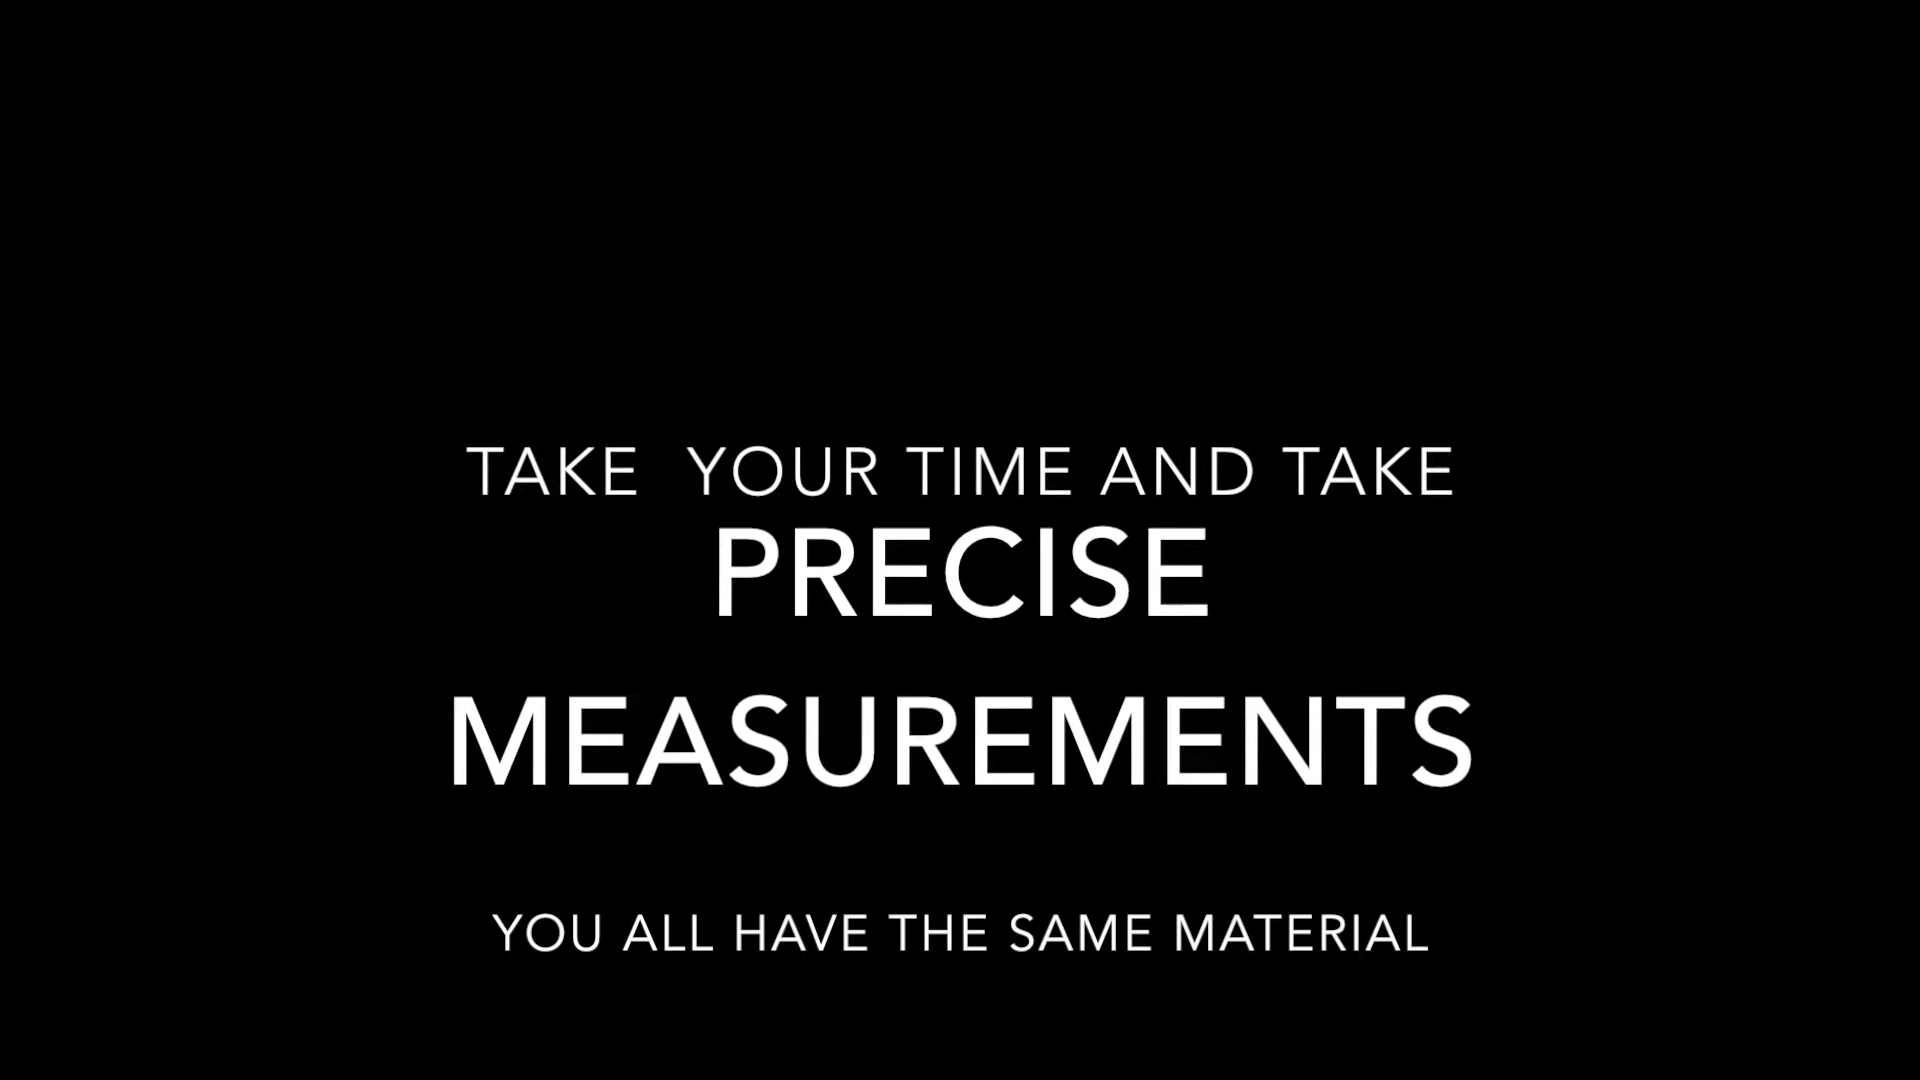 TAKE  YOUR TIME AND TAKE
PRECISE
MEASUREMENTS
YOU ALL HAVE THE SAME MATERIAL